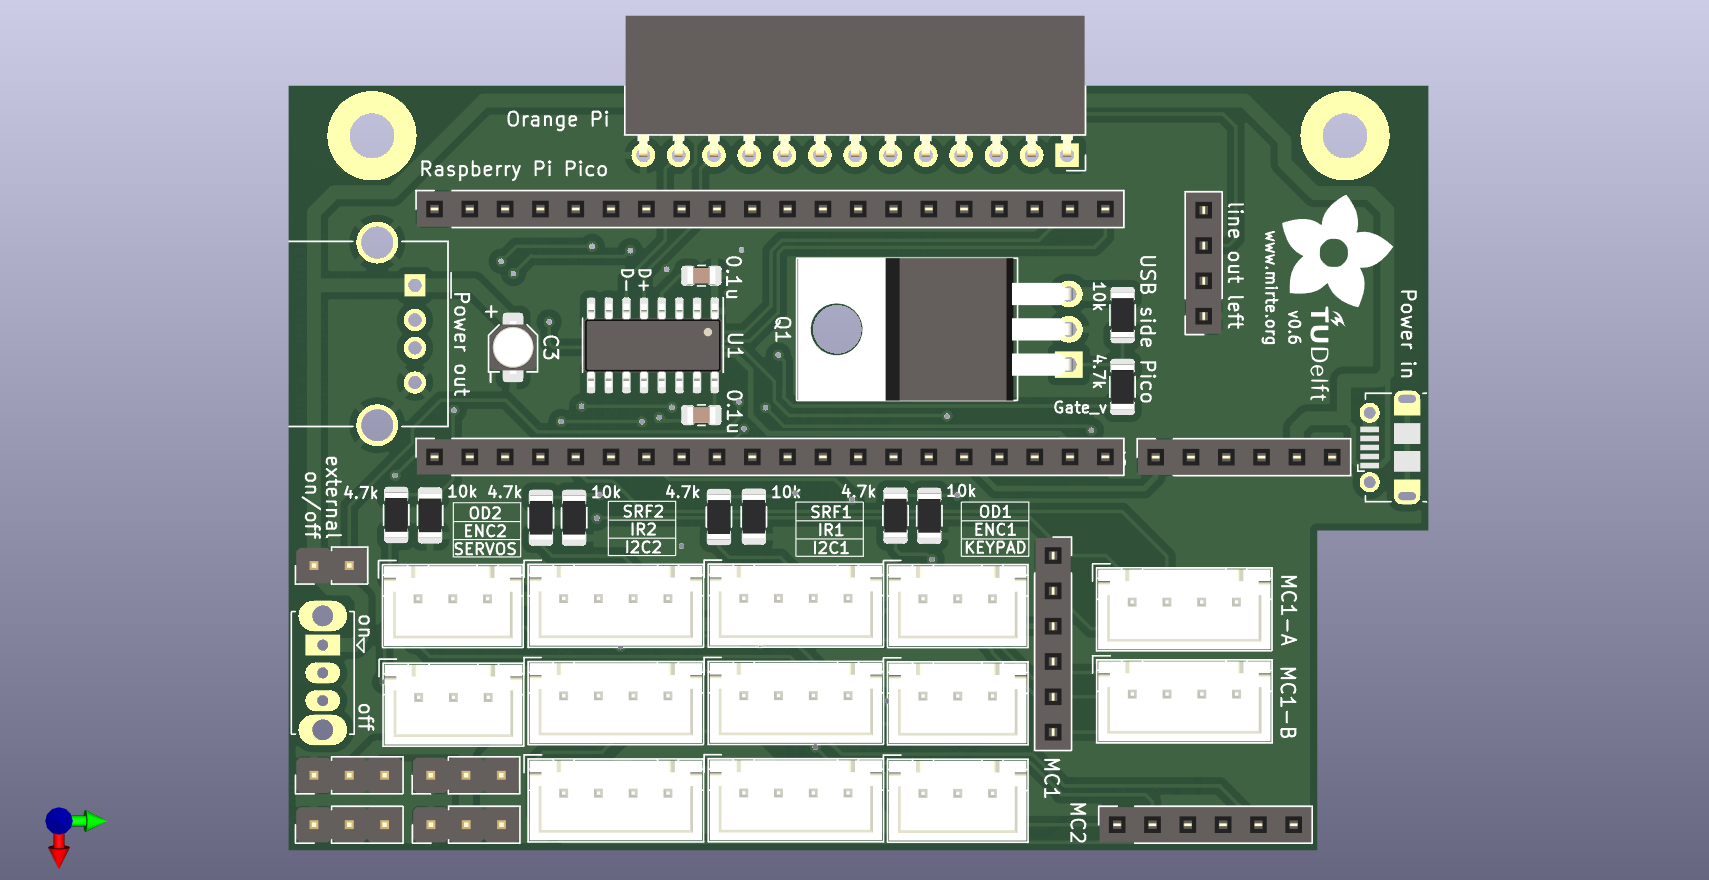 Orange Pi
Raspberry Pi Pico
line out left
www.mirte.org
v0.6
TUDelft
Power in
Power out
D-
D+
0.1u
+
C3
-
U1
0.1u
Q1
10k
4.7k
USB side Pico
Gate_v
external
on/off
4.7k
10k
4.7k
10k
4.7k
10k
4.7k
10k
OD2
ENC2
SERVOS
SRF2
IR2
I2C2
SRF1
IR1
I2C1
OD1
ENC1
KEYPAD
on
off
MC1-A
MC1-B
MC1
MC2